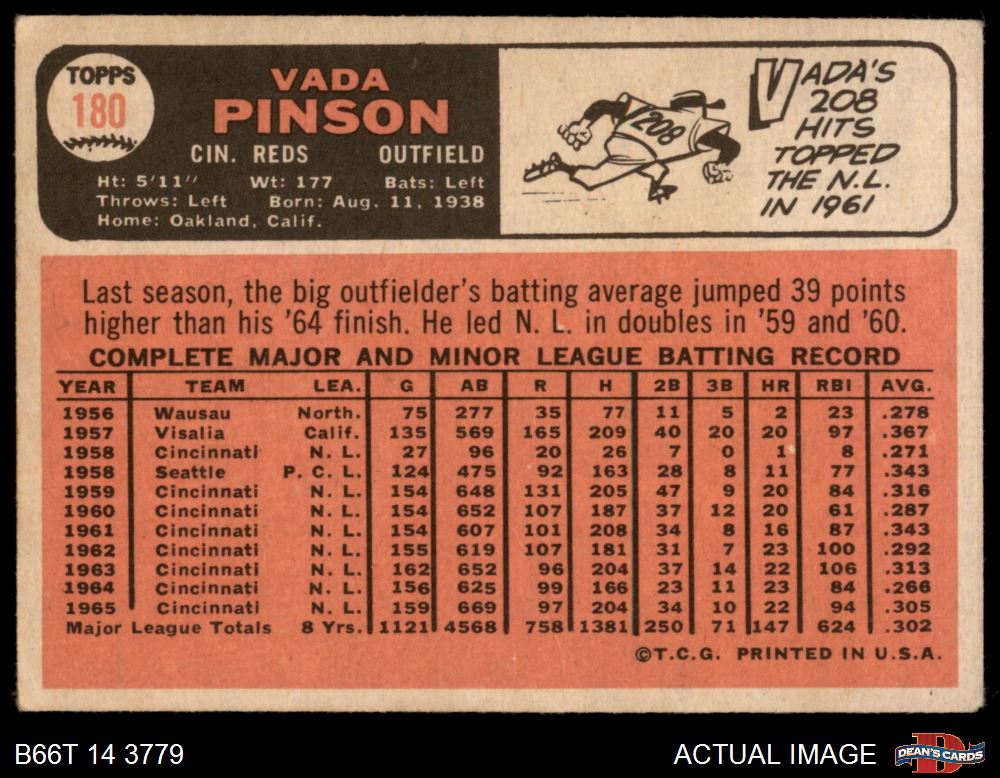 TOPPS
180
VADA
PINSON
CIN. REDS OUTFIELD
Ht: 5'11" Wt: 177 Bats: Left
Throws: Left Born: Aug. 11, 1938
Home: Oakland, Calif.
208
VADA'S
208
HITS
TOPPED
THE N.L.
IN 1961
Last season, the big outfielder's batting average jumped 39 points
higher than his '64 finish. He led N. L. in doubles in '59 and '60.
COMPLETE MAJOR AND MINOR LEAGUE BATTING RECORD
YEAR TEAM LEA. G AB R H 2B 3B HR RBI AVG.
1956 Wausau North. 75 277 35 77 11 5 2 23 .278
1957 Visalia Calif. 135 569 165 209 40 20 20 97 .367
1958 Cincinnati N. L. 27 96 20 26 7 0 1 8 .271
1958 Seattle P. C. L. 124 475 92 163 28 8 11 77 .343
1959 Cincinnati N. L. 154 648 131 205 47 9 20 84 .316
1960 Cincinnati N. L. 154 652 107 187 37 12 20 61 .287
1961 Cincinnati N. L. 154 607 101 208 34 8 16 87 .343
1962 Cincinnati N. L. 155 619 107 181 31 7 23 100 .292
1963 Cincinnati N. L. 162 652 96 204 37 14 22 106 .313
1964 Cincinnati N. L. 156 625 99 166 23 11 23 84 .266
1965 Cincinnati N. L. 159 669 97 204 34 10 22 94 .305
Major League Totals 8 Yrs. 1121 4568 758 1381 250 71 147 624 .302
©T.C.G. PRINTED IN U.S.A.
B66T 14 3779
ACTUAL IMAGE
D
DEAN'S CARDS